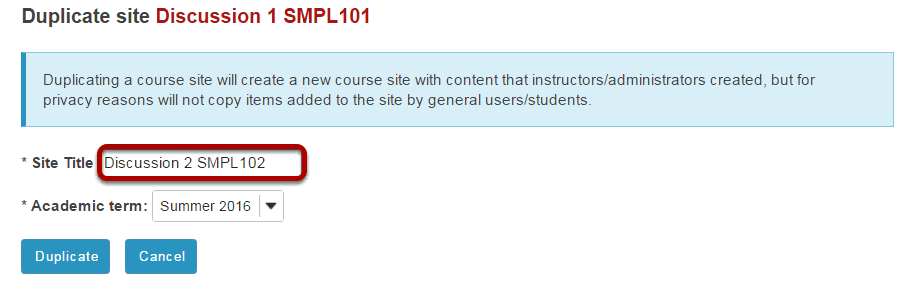 Duplicate site Discussion 1 SMPL101
Duplicating a course site will create a new course site with content that instructors/administrators created, but for
privacy reasons will not copy items added to the site by general users/students.
* Site Title Discussion 2 SMPL102
* Academic term: Summer 2016
Duplicate Cancel